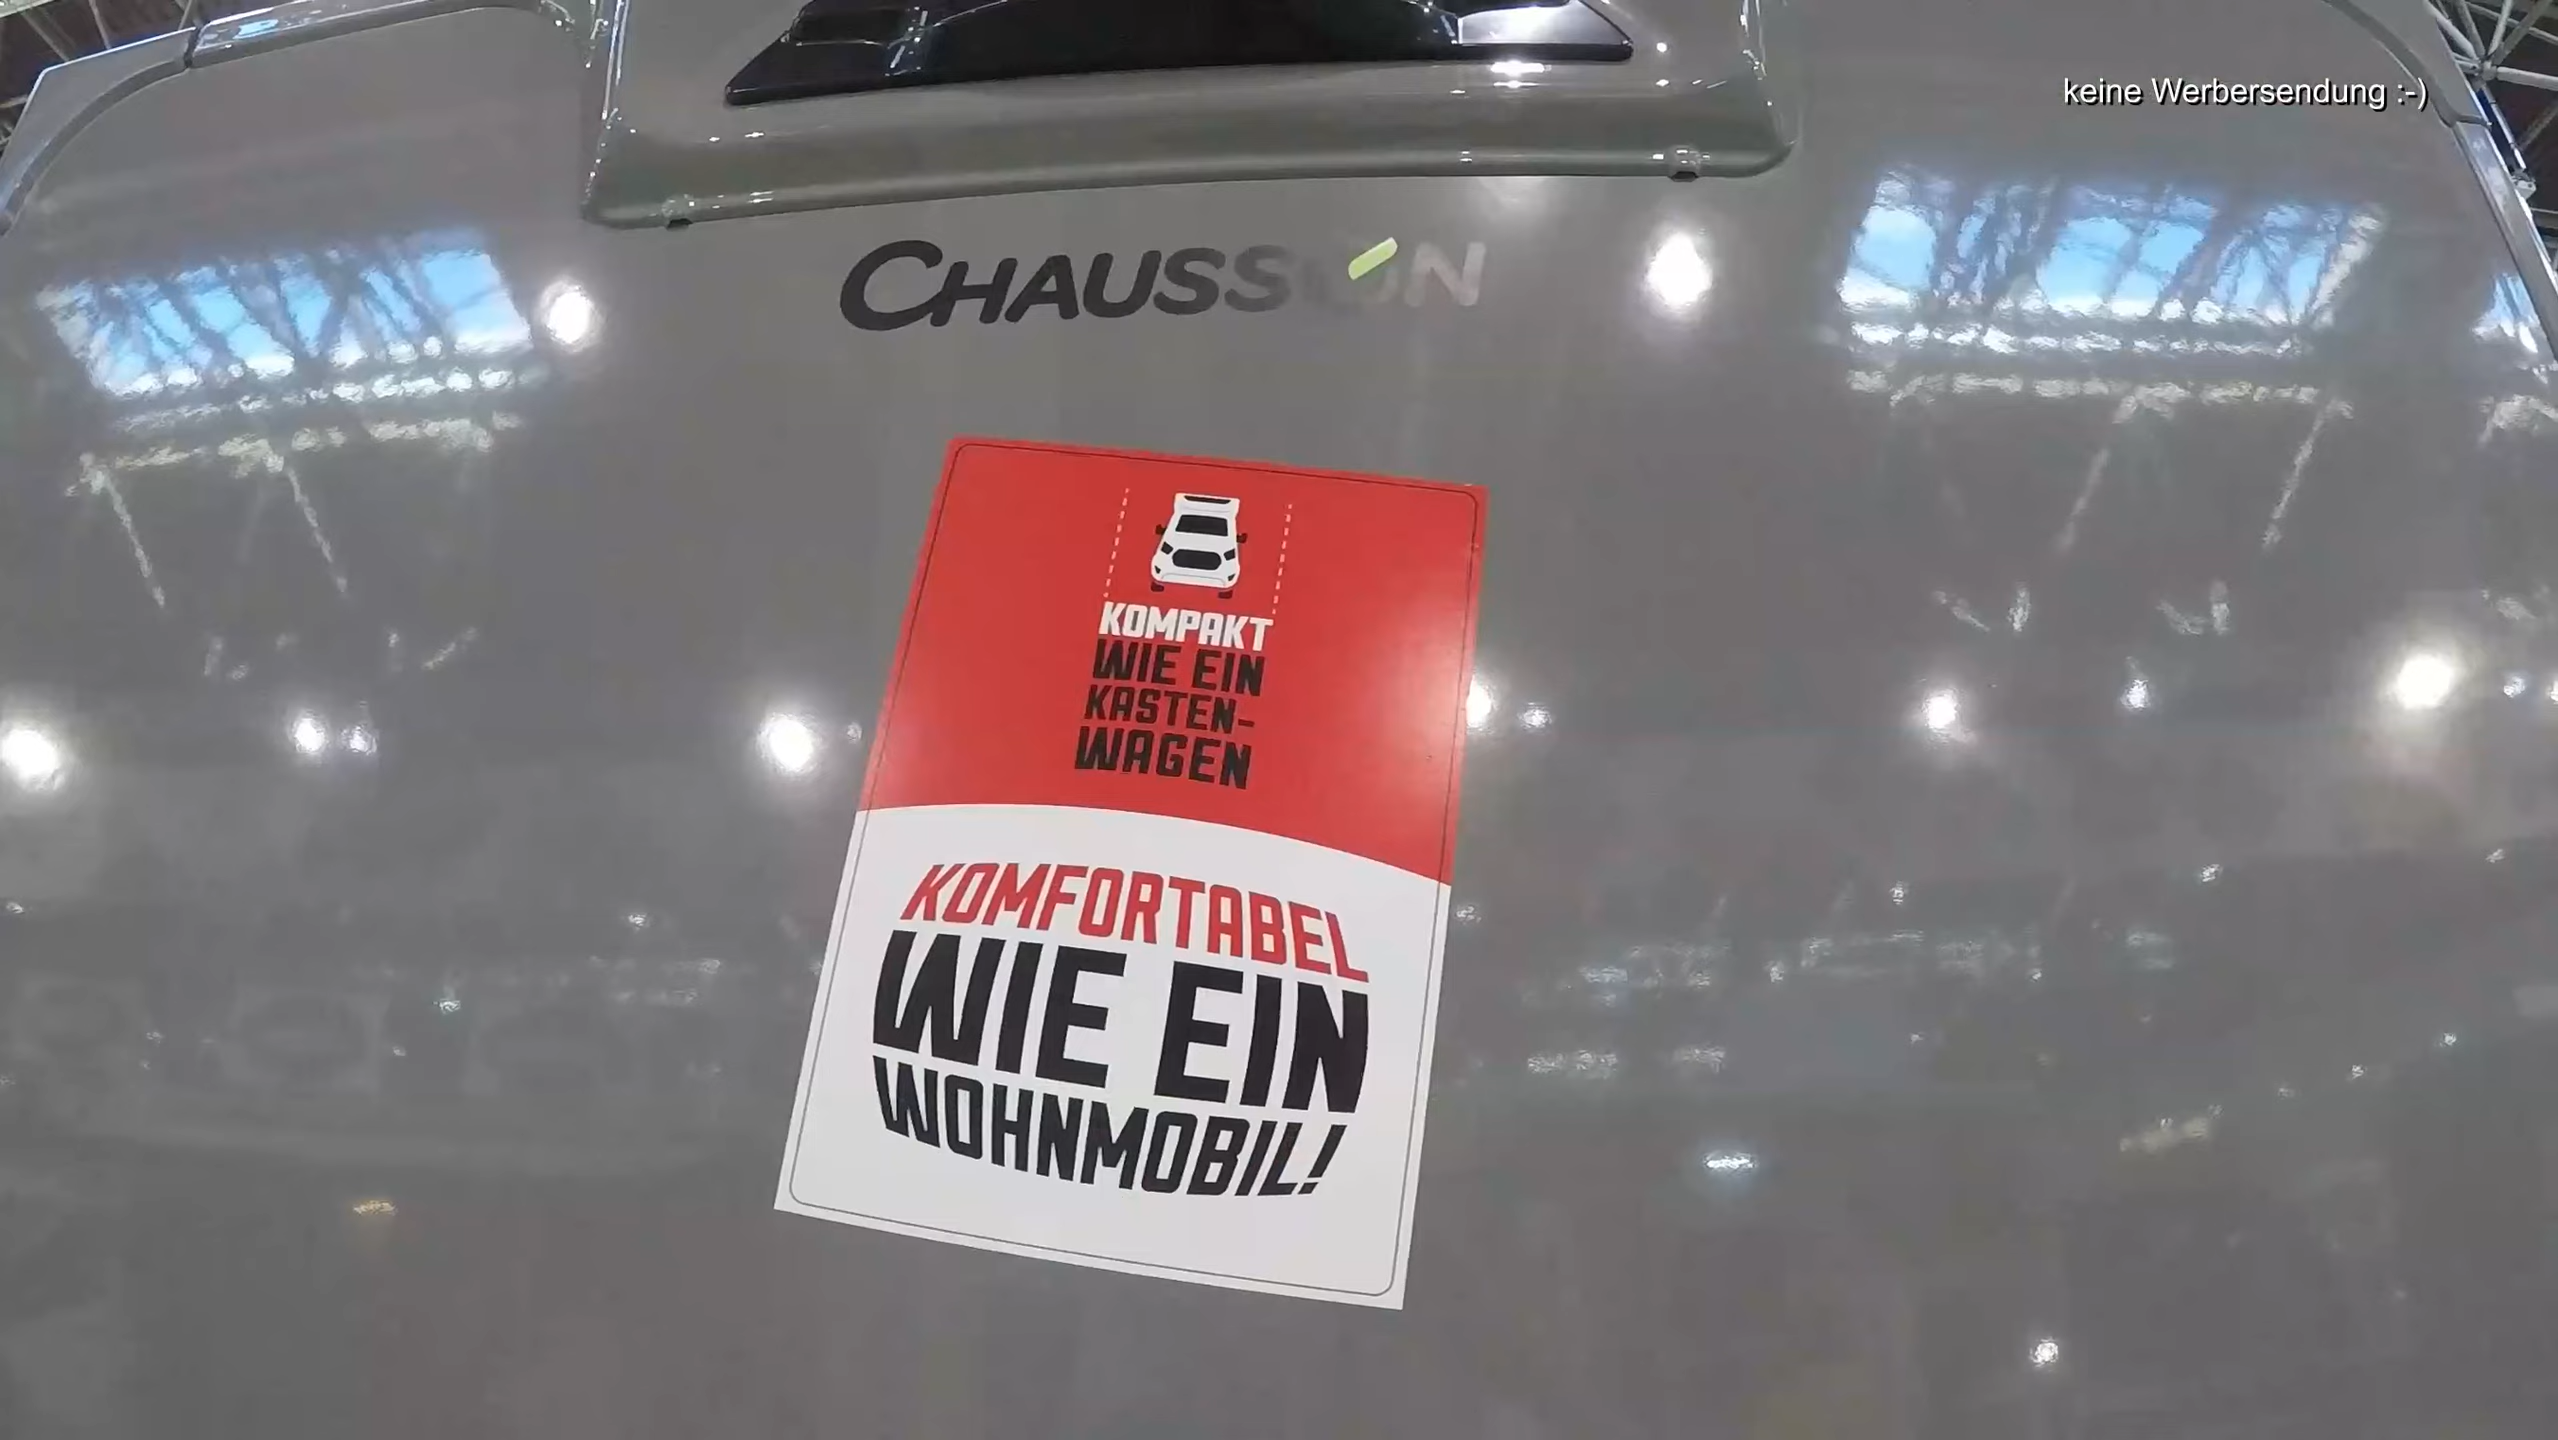 keine Werbersendung :-)
CHAUSSON
KOMPAKT
WIE EIN
KASTEN-
WAGEN
KOMFORTABEL
WIE EIN
WOHNMOBIL!